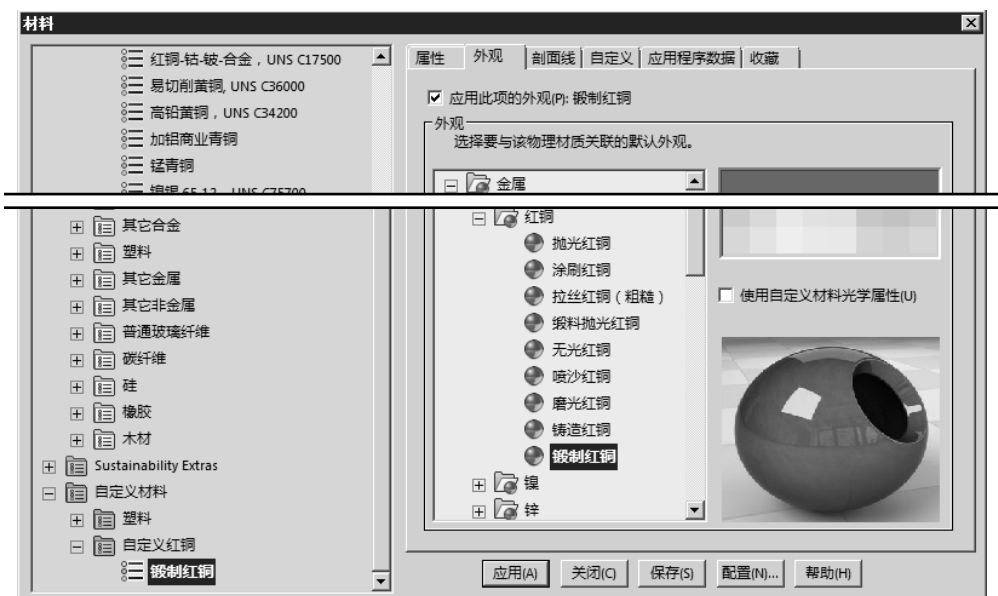 材料
红铜-钴-铍-合金，UNS C17500
易切削黄铜, UNS C36000
高铅黄铜，UNS C34200
加铝商业青铜
锰青铜
其它合金
塑料
其它金属
其它非金属
普通玻璃纤维
碳纤维
硅
橡胶
木材
Sustainability Extras
自定义材料
塑料
自定义红铜
锻制红铜
属性 外观 剖面线 自定义 应用程序数据 收藏
应用此项的外观(P): 锻制红铜
外观
选择要与该物理材质关联的默认外观。
金属
红铜
抛光红铜
涂刷红铜
拉丝红铜（粗糙）
缎料抛光红铜
无光红铜
喷沙红铜
磨光红铜
铸造红铜
锻制红铜
镍
锌
使用自定义材料光学属性(U)
应用(A) 关闭(C) 保存(S) 配置(N)... 帮助(H)